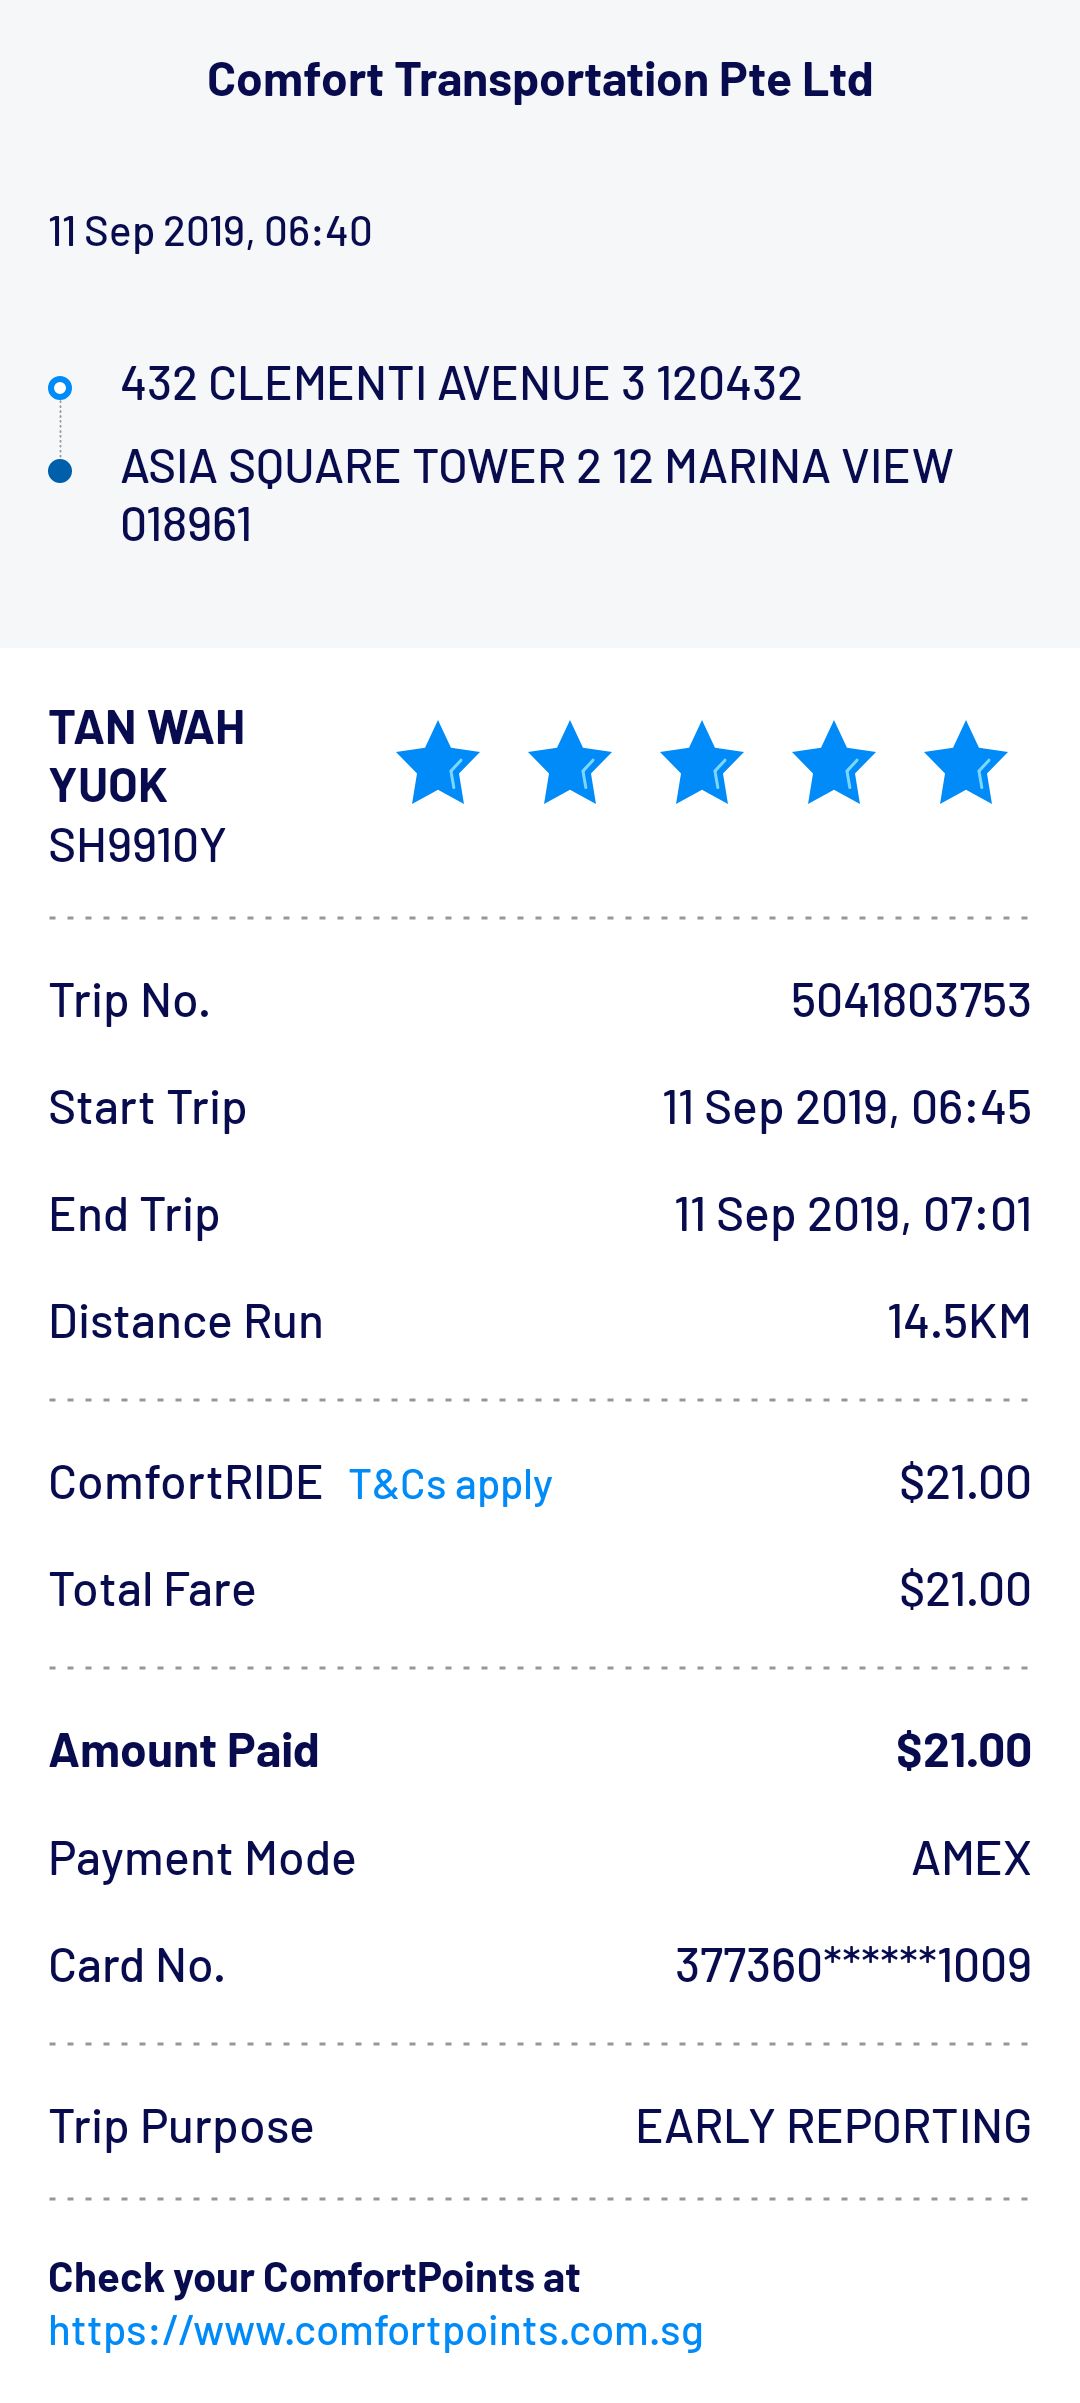 Comfort Transportation Pte Ltd
11 Sep 2019, 06:40
432 CLEMENTI AVENUE 3 120432
ASIA SQUARE TOWER 2 12 MARINA VIEW
018961
TAN WAH
YUOK
SH9910Y
Trip No. 5041803753
Start Trip 11 Sep 2019, 06:45
End Trip 11 Sep 2019, 07:01
Distance Run 14.5KM
ComfortRIDE T&Cs apply $21.00
Total Fare $21.00
Amount Paid $21.00
Payment Mode AMEX
Card No. 377360******1009
Trip Purpose EARLY REPORTING
Check your ComfortPoints at
https://www.comfortpoints.com.sg